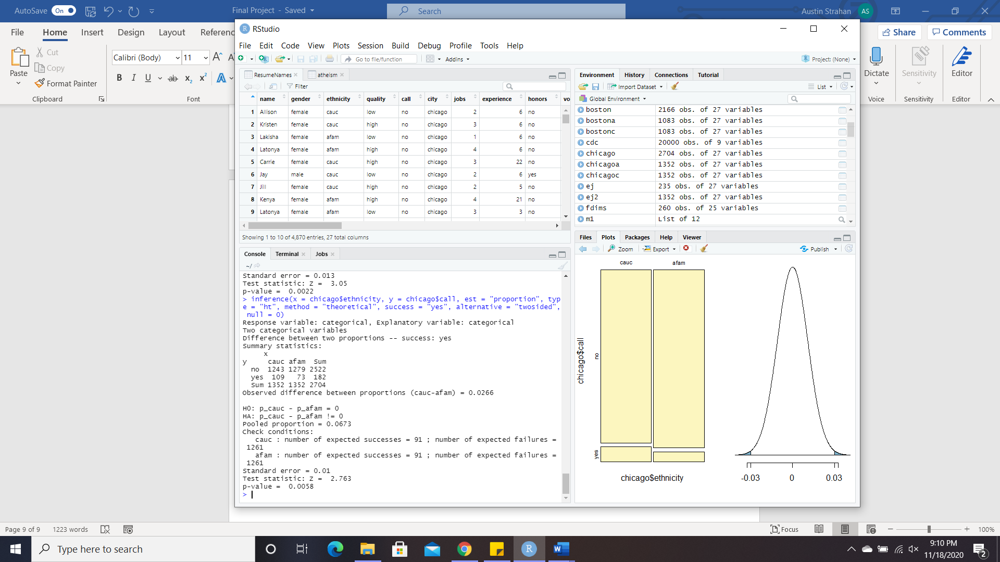 AutoSave On Final Project - Saved Search Austin Strahan AS
File Home Insert Design Layout Referenc Share Comments
Calibri (Body) 11
Paste Cut Copy Format Painter
B I U ab x2 x2 A
Clipboard Font
Dictate Sensitivity Editor
Voice Sensitivity Editor
RStudio
File Edit Code View Plots Session Build Debug Profile Tools Help
Go to file/function Addins Project: (None)
ResumeNames atheism
Filter
name gender ethnicity quality call city jobs experience honors vo
1 Allison female cauc low no chicago 2 6 no
2 Kristen female cauc high no chicago 3 6 no
3 Lakisha female afam low no chicago 1 6 no
4 Latonya female afam high no chicago 4 6 no
5 Carrie female cauc high no chicago 3 22 no
6 Jay male cauc low no chicago 2 6 yes
7 Jill female cauc high no chicago 2 5 no
8 Kenya female afam high no chicago 4 21 no
9 Latonya female afam low no chicago 3 3 no
Showing 1 to 10 of 4,870 entries, 27 total columns
Console Terminal Jobs
~/
Standard error = 0.013
Test statistic: Z = 3.05
p-value = 0.0022
> inference(x = chicago$ethnicity, y = chicago$call, est = "proportion", typ
e = "ht", method = "theoretical", success = "yes", alternative = "twosided",
null = 0)
Response variable: categorical, Explanatory variable: categorical
Two categorical variables
Difference between two proportions -- success: yes
Summary statistics:
x
y cauc afam Sum
no 1243 1279 2522
yes 109 73 182
Sum 1352 1352 2704
Observed difference between proportions (cauc-afam) = 0.0266
H0: p_cauc - p_afam = 0
HA: p_cauc - p_afam != 0
Pooled proportion = 0.0673
Check conditions:
cauc : number of expected successes = 91 ; number of expected failures =
1261
afam : number of expected successes = 91 ; number of expected failures =
1261
Standard error = 0.01
Test statistic: Z = 2.763
p-value = 0.0058
>
Environment History Connections Tutorial
Import Dataset List
Global Environment
boston 2166 obs. of 27 variables
bostona 1083 obs. of 27 variables
bostonc 1083 obs. of 27 variables
cdc 20000 obs. of 9 variables
chicago 2704 obs. of 27 variables
chicagoa 1352 obs. of 27 variables
chicagoc 1352 obs. of 27 variables
ej 235 obs. of 27 variables
ej2 1352 obs. of 27 variables
fdims 260 obs. of 25 variables
m1 List of 12
Files Plots Packages Help Viewer
Zoom Export Publish
cauc afam
chicago$call
no
yes
chicago$ethnicity
-0.03 0 0.03
Page 9 of 9 1223 words Focus 100%
Type here to search
9:10 PM
11/18/2020
2